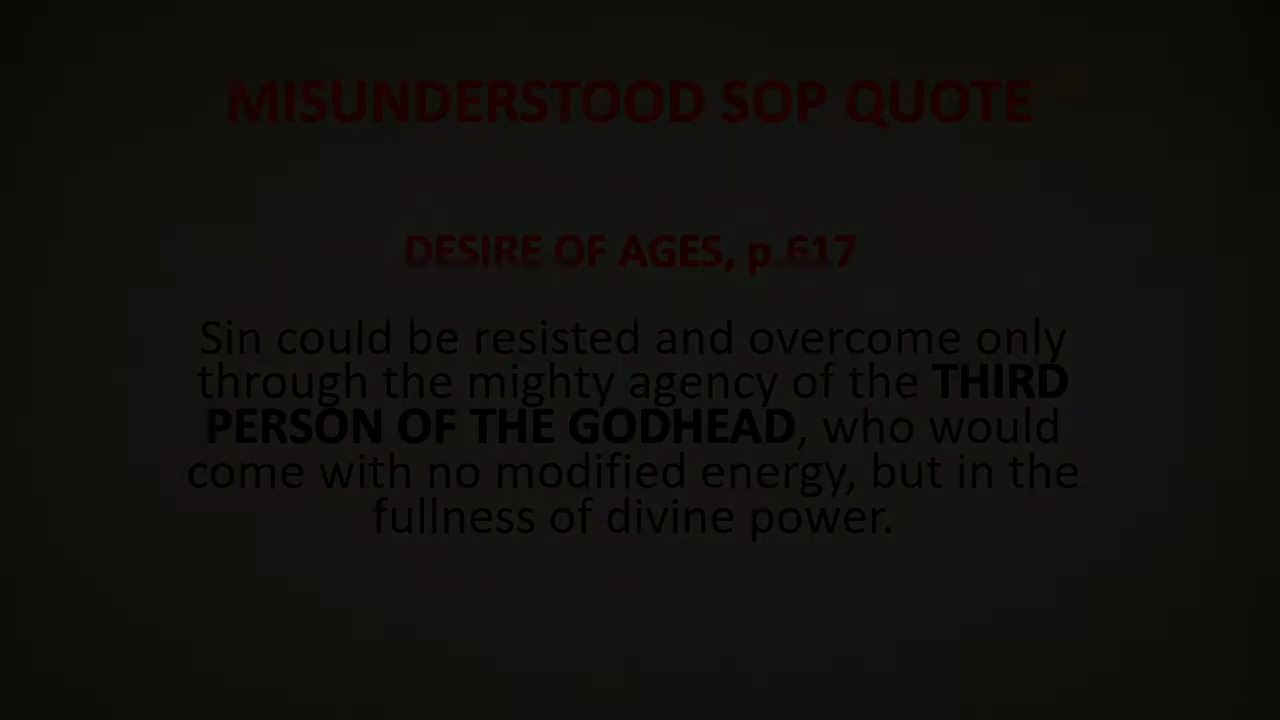 MISUNDERSTOOD SOP QUOTE
DESIRE OF AGES, p.617
Sin could be resisted and overcome only
through the mighty agency of the THIRD
PERSON OF THE GODHEAD, who would
come with no modified energy, but in the
fullness of divine power.